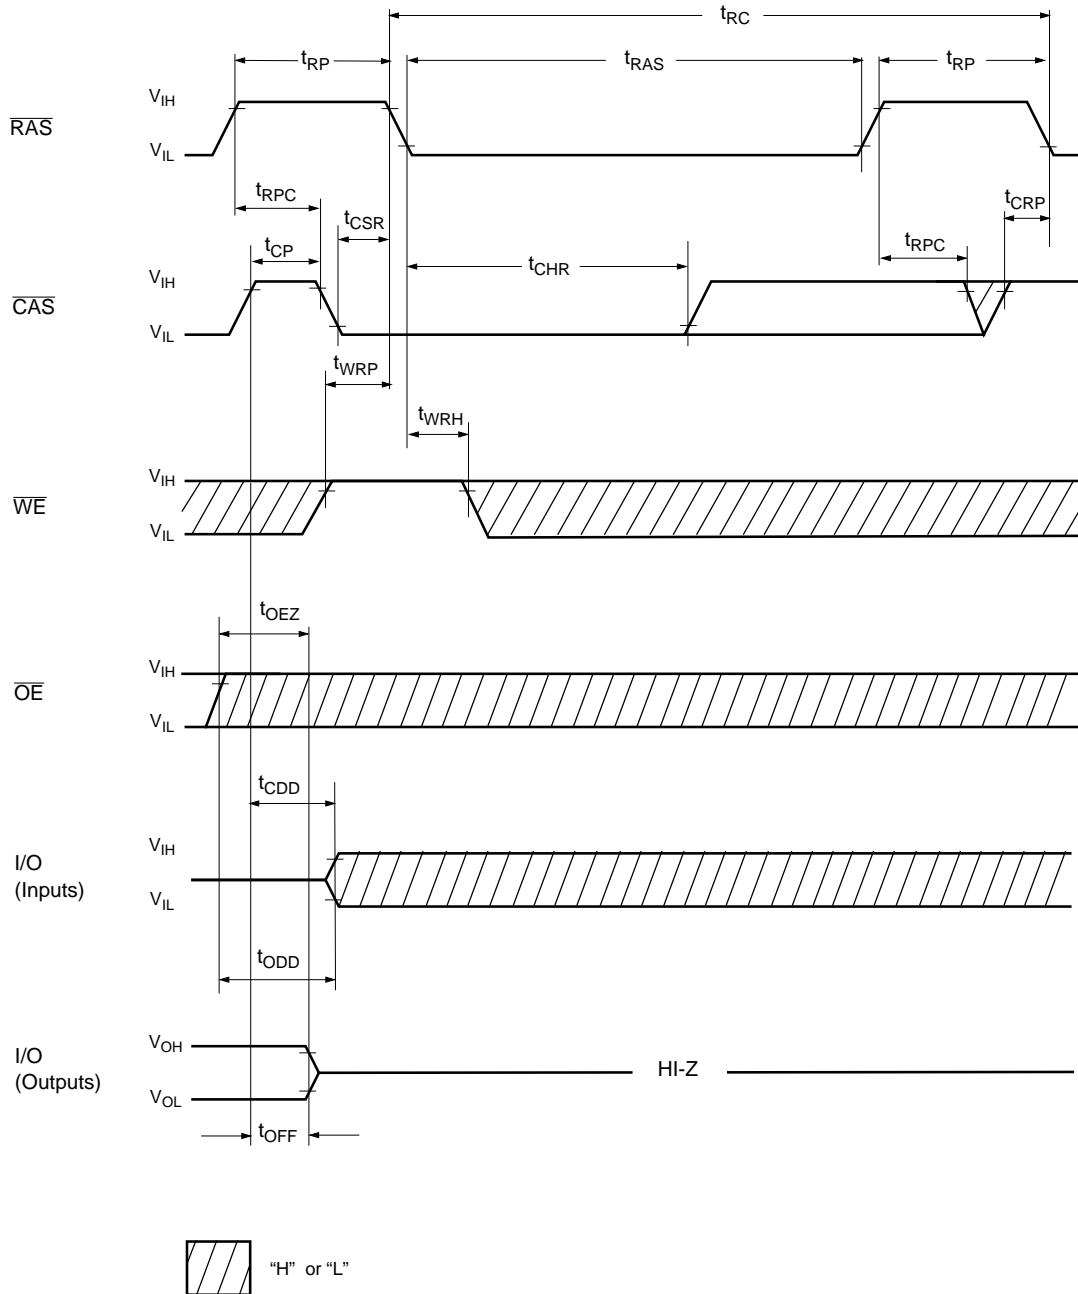 tRC
tRP tRAS tRP
VIH
RAS
VIL
tRPC tCSR tCRP
tCP tCHR tRPC
VIH
CAS
VIL
tWRP
tWRH
VIH
WE
VIL
tOEZ
VIH
OE
VIL
tCDD
VIH
I/O
(Inputs)
VIL
tODD
VOH
I/O
(Outputs)
HI-Z
VOL
tOFF
“H” or “L”